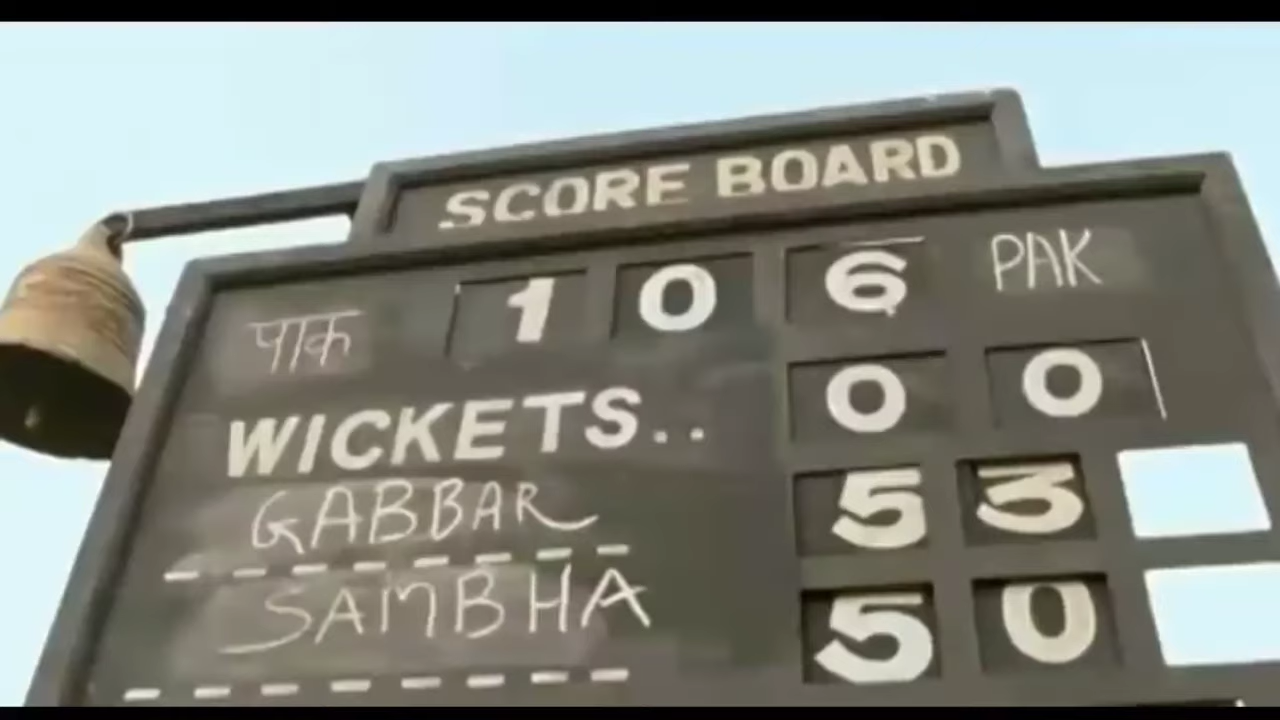 SCORE BOARD
पाक 1 0 6 PAK
WICKETS.. 0 0
GABBAR 5 3
SAMBHA 5 0